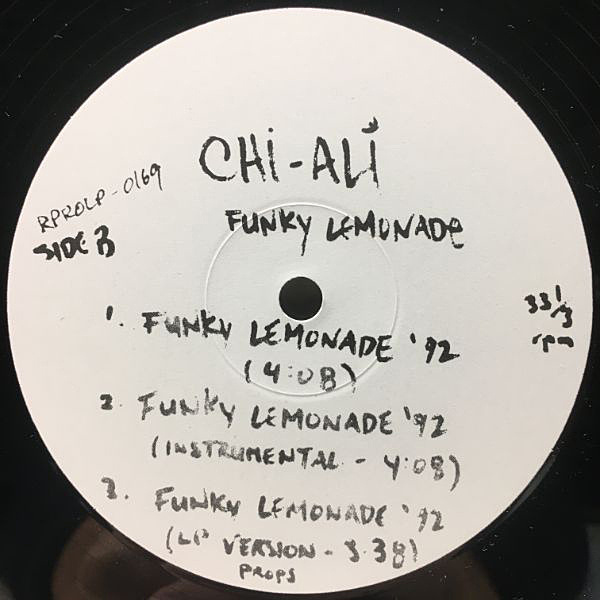 CHI-ALI
RPROLP-0169
SIDE B
FUNKY LEMONADE
33 1/3
rpm
1. FUNKY LEMONADE '92
(4:08)
2. FUNKY LEMONADE '92
(INSTRUMENTAL - 4:08)
3. FUNKY LEMONADE '92
(LP VERSION - 3:38)
PROPS